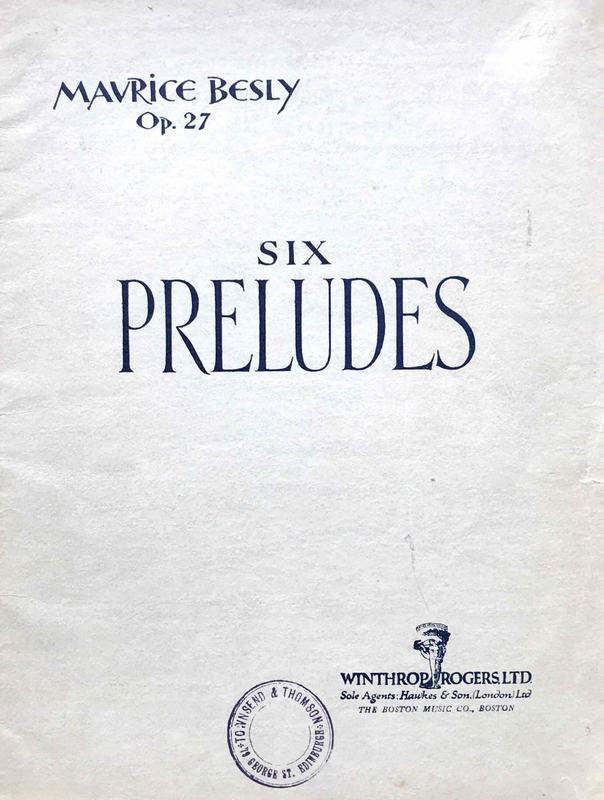 MAVRiCE BESLY
Op. 27
SIX
PRELUDES
WINTHROP ROGERS, LTD
Sole Agents: Hawkes & Son, (London) Ltd
THE BOSTON MUSIC CO., BOSTON
TOWNSEND & THOMSON
79 GEORGE ST. EDINBURGH